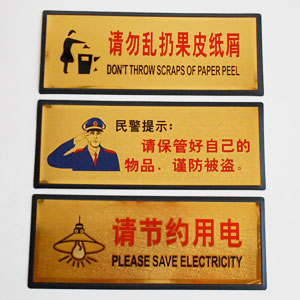 请勿乱扔果皮纸屑
DON'T THROW SCRAPS OF PAPER PEEL
民警提示:
请保管好自己的
物品，谨防被盗。
请节约用电
PLEASE SAVE ELECTRICITY